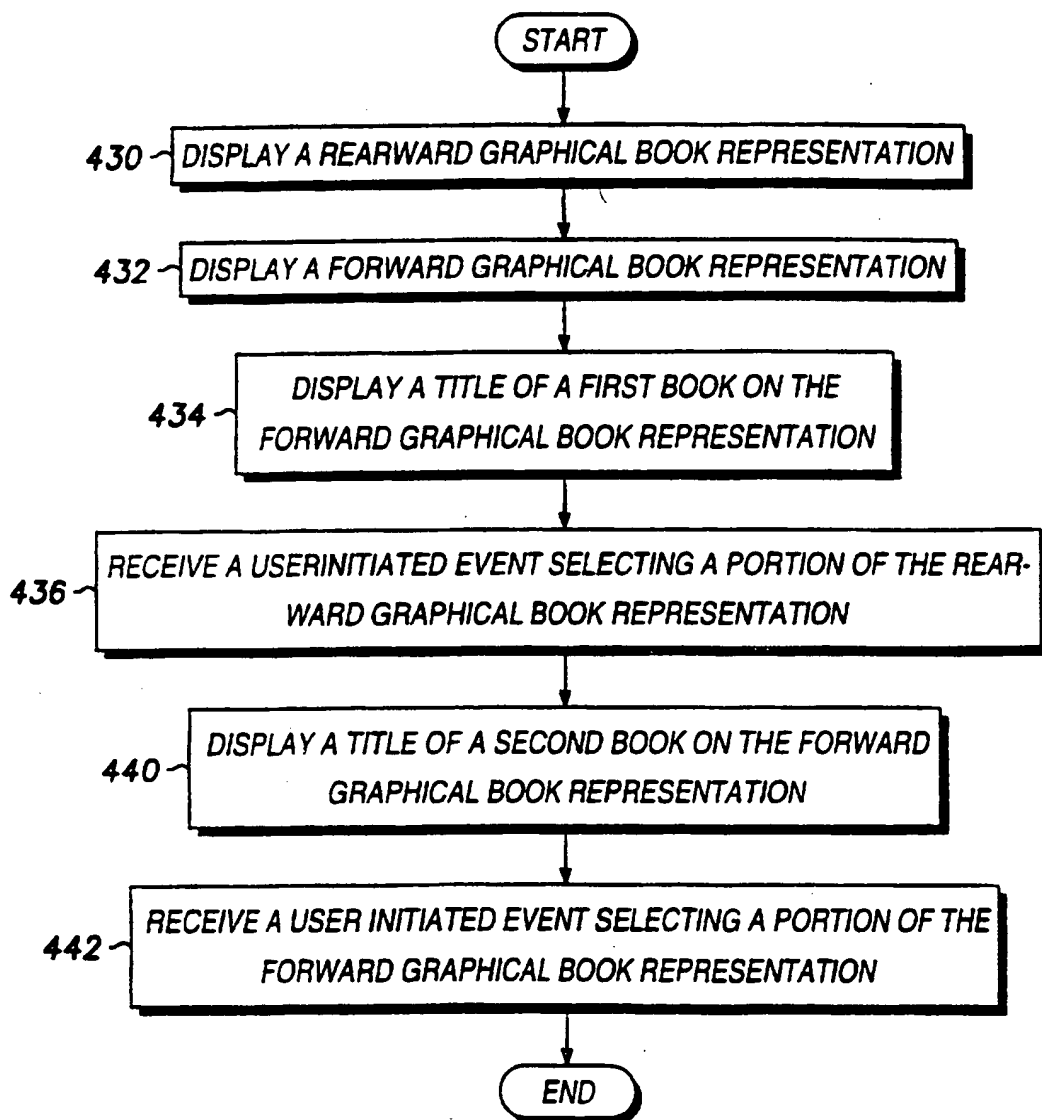 START
430
DISPLAY A REARWARD GRAPHICAL BOOK REPRESENTATION
432
DISPLAY A FORWARD GRAPHICAL BOOK REPRESENTATION
434
DISPLAY A TITLE OF A FIRST BOOK ON THE
FORWARD GRAPHICAL BOOK REPRESENTATION
436
RECEIVE A USERINITIATED EVENT SELECTING A PORTION OF THE REAR-
WARD GRAPHICAL BOOK REPRESENTATION
440
DISPLAY A TITLE OF A SECOND BOOK ON THE FORWARD
GRAPHICAL BOOK REPRESENTATION
442
RECEIVE A USER INITIATED EVENT SELECTING A PORTION OF THE
FORWARD GRAPHICAL BOOK REPRESENTATION
END